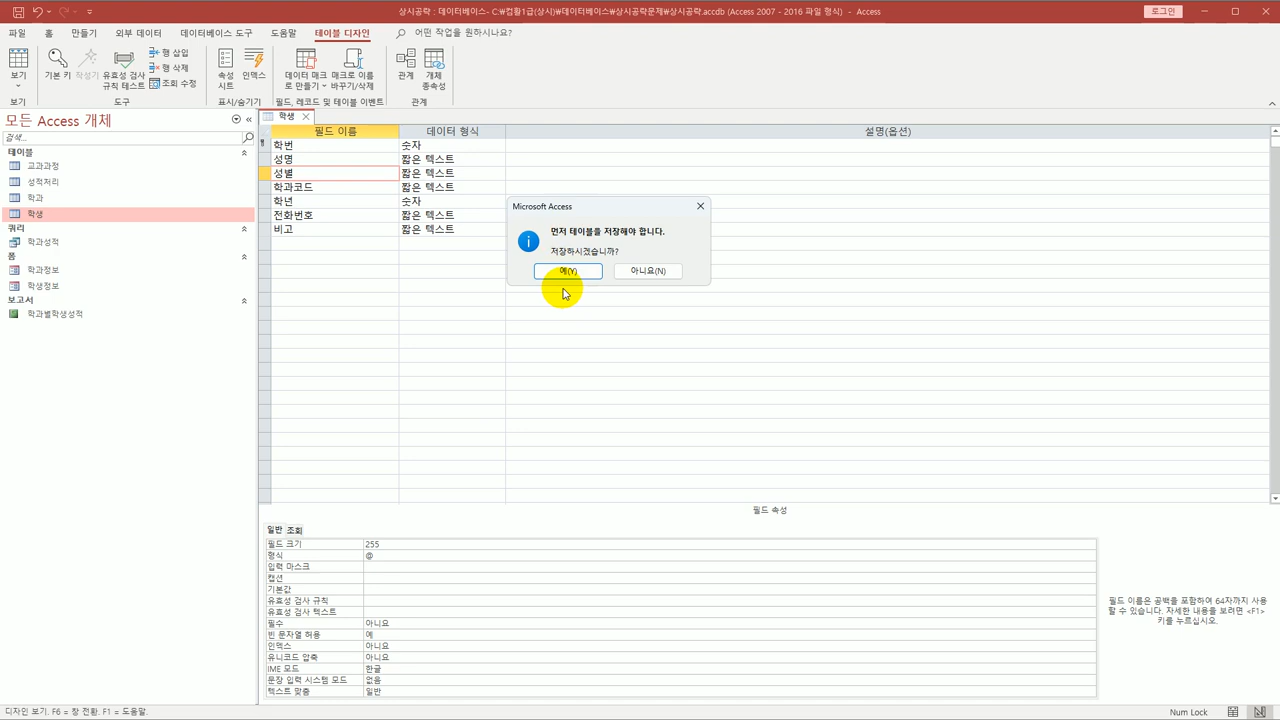 상시공략 : 데이터베이스- C:₩컴활1급(상시)₩데이터베이스₩상시공략문제₩상시공략.accdb (Access 2007 - 2016 파일 형식) - Access
로그인
파일 홈 만들기 외부 데이터 데이터베이스 도구 도움말 테이블 디자인 어떤 작업을 원하시나요?
보기
기본 키
작성기
유효성 검사
규칙 테스트
행 삽입
행 삭제
조회 수정
속성
시트
인덱스
데이터 매크
로 만들기
매크로 이름
바꾸기/삭제
관계
개체
종속성
보기 도구 표시/숨기기 필드, 레코드 및 테이블 이벤트 관계
모든 Access 개체
검색...
테이블
교과과정
성적처리
학과
학생
쿼리
학과성적
폼
학과정보
학생정보
보고서
학과별학생성적
학생
필드 이름 데이터 형식 설명(옵션)
학번 숫자
성명 짧은 텍스트
성별 짧은 텍스트
학과코드 짧은 텍스트
학년 숫자
전화번호 짧은 텍스트
비고 짧은 텍스트
Microsoft Access
먼저 테이블을 저장해야 합니다.
저장하시겠습니까?
예(Y) 아니요(N)
필드 속성
일반 조회
필드 크기 255
형식 @
입력 마스크
캡션
기본값
유효성 검사 규칙
유효성 검사 텍스트
필수 아니요
빈 문자열 허용 예
인덱스 아니요
유니코드 압축 아니요
IME 모드 한글
문장 입력 시스템 모드 없음
텍스트 맞춤 일반
필드 이름은 공백을 포함하여 64자까지 사용
할 수 있습니다. 자세한 내용을 보려면 <F1>
키를 누르십시오.
디자인 보기. F6 = 창 전환. F1 = 도움말.
Num Lock